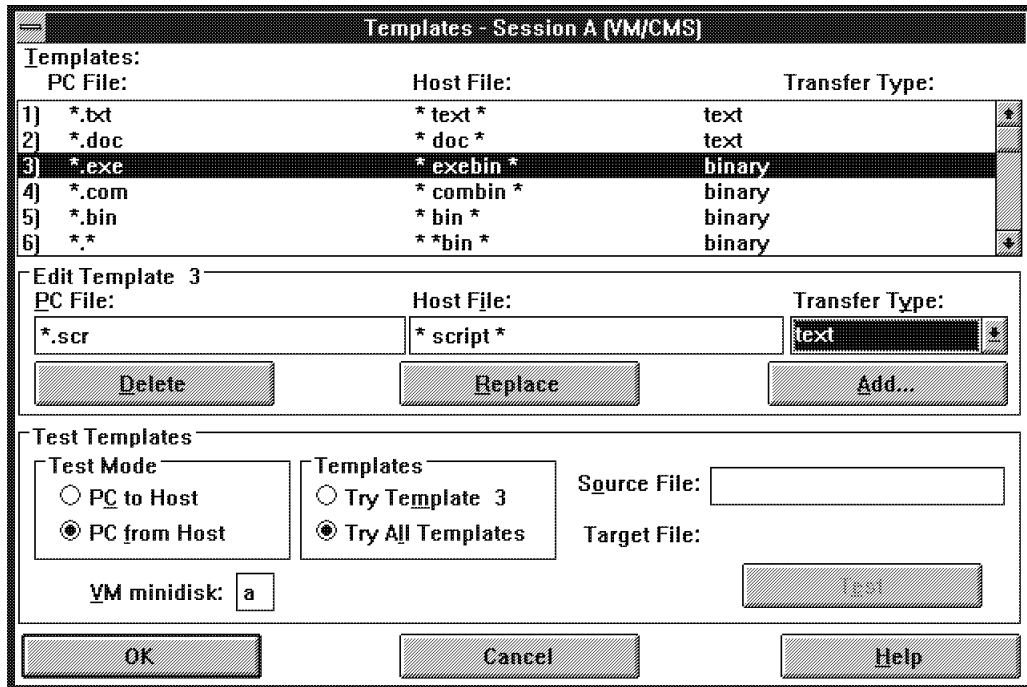 Templates - Session A (VM/CMS)
Templates:
PC File: Host File: Transfer Type:
1) *.txt * text * text
2) *.doc * doc * text
3) *.exe * exebin * binary
4) *.com * combin * binary
5) *.bin * bin * binary
6) *.* * *bin * binary
Edit Template 3
PC File: Host File: Transfer Type:
*.scr * script * text
Delete Replace Add...
Test Templates
Test Mode Templates
PC to Host Try Template 3 Source File:
PC from Host Try All Templates Target File:
VM minidisk: a Test
OK Cancel Help